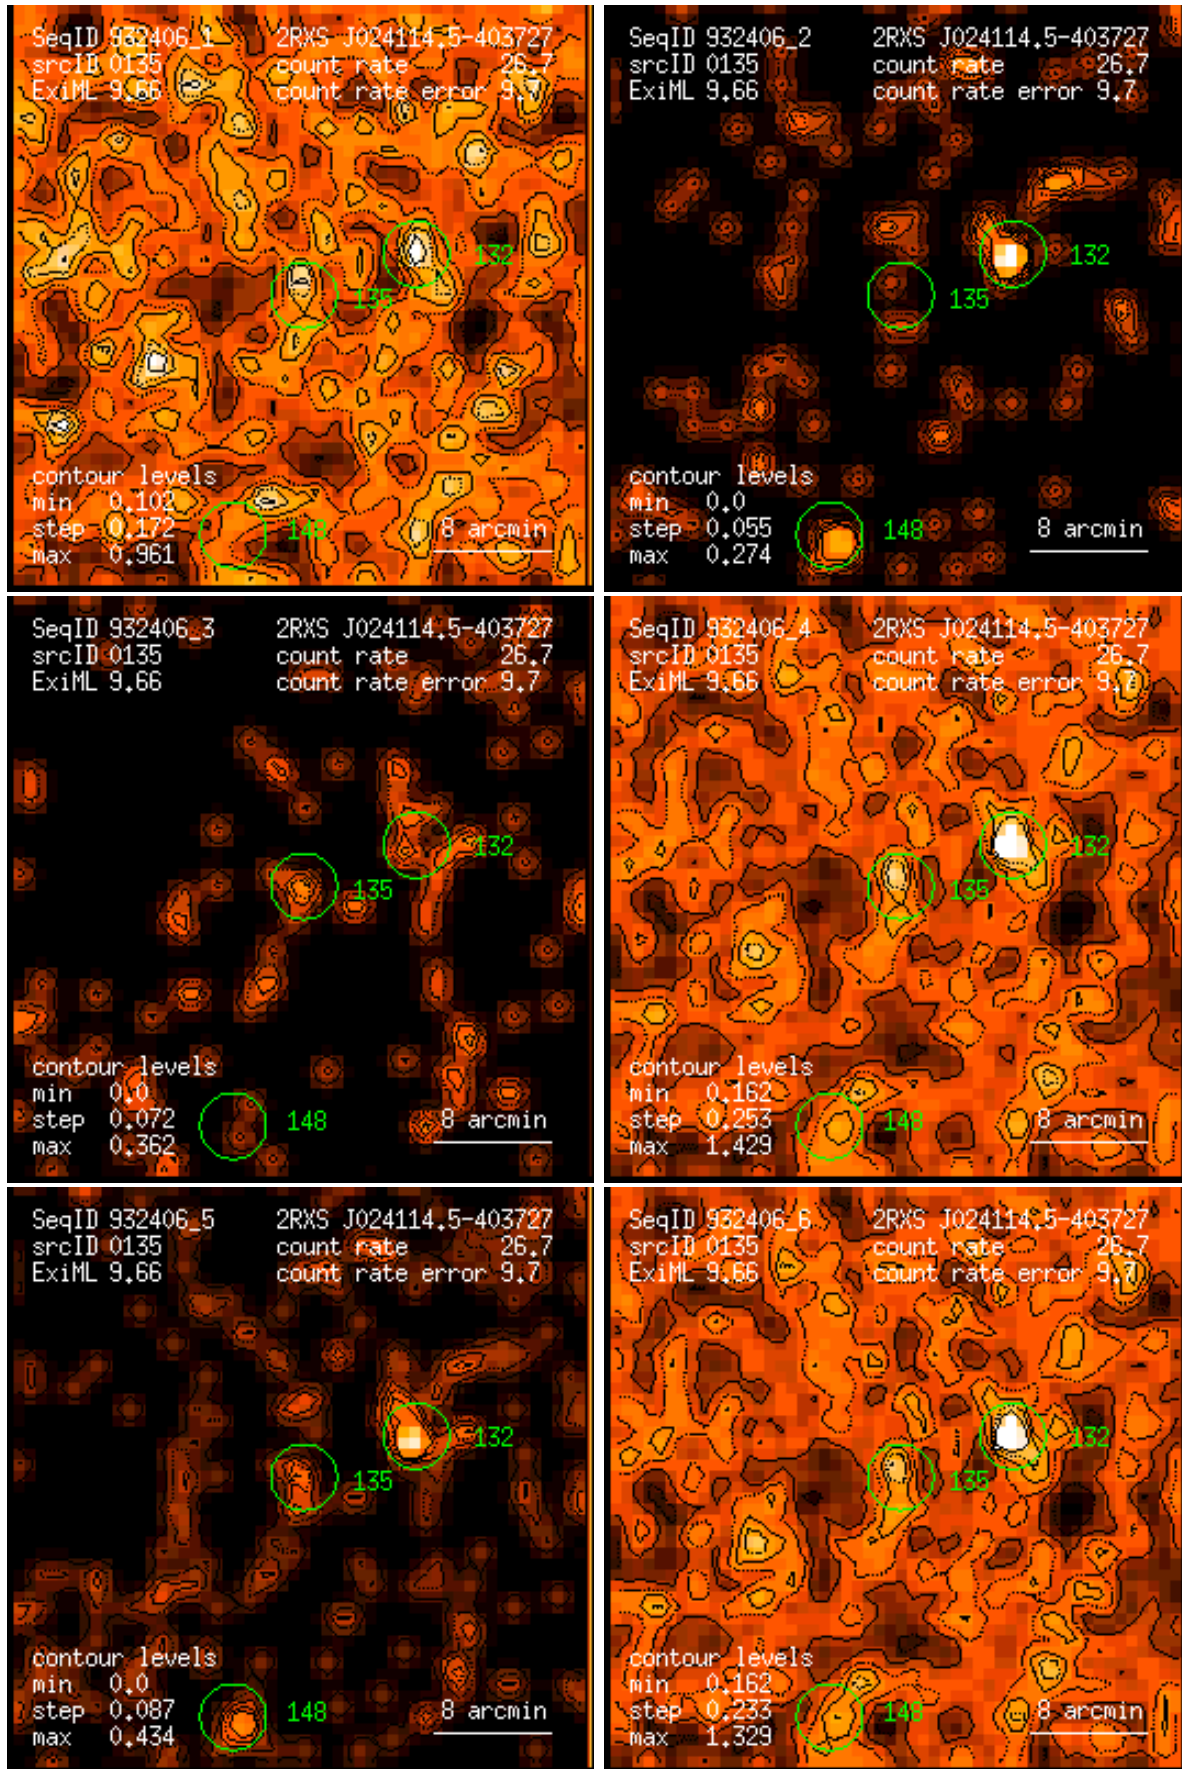 SeqID 932406_1 2RXS J024114.5-403727
srcID 0135 count rate 26.7
ExiML 9.66 count rate error 9.7
132
135
contour levels
min 0.102
step 0.172 148 8 arcmin
max 0.961
SeqID 932406_2 2RXS J024114.5-403727
srcID 0135 count rate 26.7
ExiML 9.66 count rate error 9.7
132
135
contour levels
min 0.0
step 0.055 148 8 arcmin
max 0.274
SeqID 932406_3 2RXS J024114.5-403727
srcID 0135 count rate 26.7
ExiML 9.66 count rate error 9.7
132
135
contour levels
min 0.0
step 0.072 148 8 arcmin
max 0.362
SeqID 932406_4 2RXS J024114.5-403727
srcID 0135 count rate 26.7
ExiML 9.66 count rate error 9.7
132
135
contour levels
min 0.162
step 0.253 148 8 arcmin
max 1.429
SeqID 932406_5 2RXS J024114.5-403727
srcID 0135 count rate 26.7
ExiML 9.66 count rate error 9.7
132
135
contour levels
min 0.0
step 0.087 148 8 arcmin
max 0.434
SeqID 932406_6 2RXS J024114.5-403727
srcID 0135 count rate 26.7
ExiML 9.66 count rate error 9.7
132
135
contour levels
min 0.162
step 0.233 148 8 arcmin
max 1.329